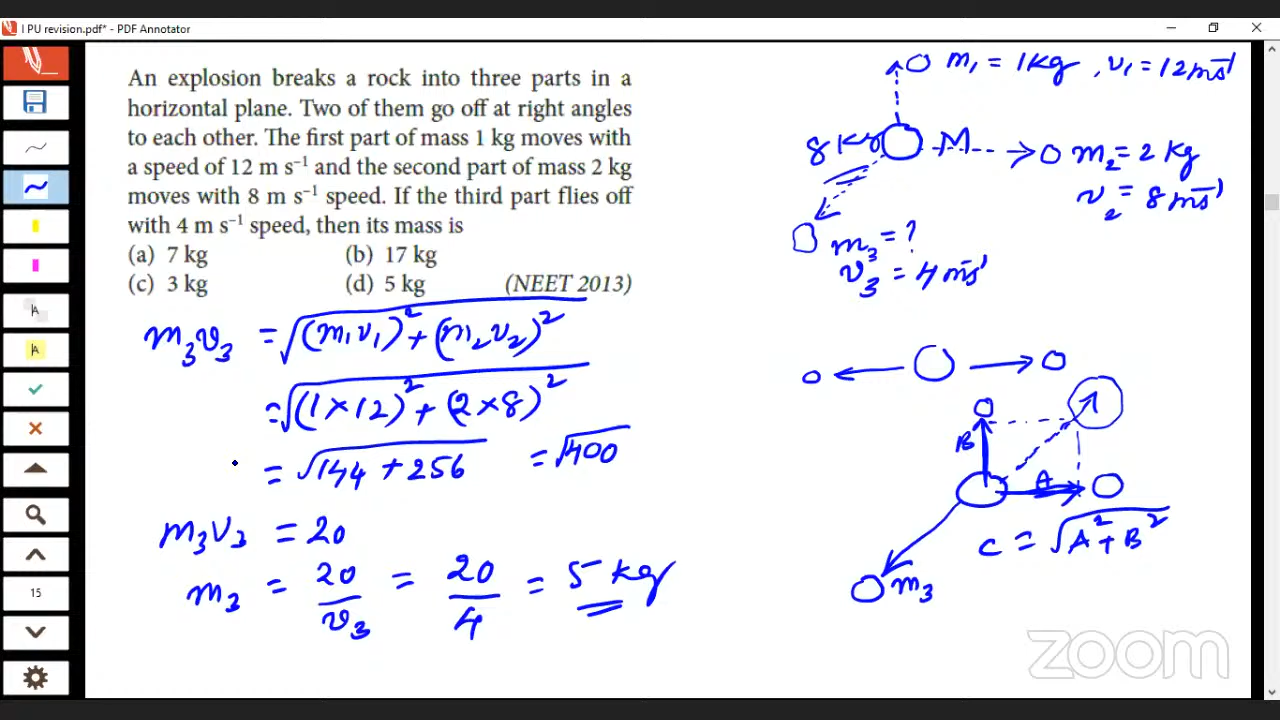 I PU revision.pdf* - PDF Annotator
An explosion breaks a rock into three parts in a
horizontal plane. Two of them go off at right angles
to each other. The first part of mass 1 kg moves with
a speed of 12 m s⁻¹ and the second part of mass 2 kg
moves with 8 m s⁻¹ speed. If the third part flies off
with 4 m s⁻¹ speed, then its mass is
(a) 7 kg (b) 17 kg
(c) 3 kg (d) 5 kg (NEET 2013)
m₃v₃ = √(m₁v₁)² + (m₂v₂)²
= √(1 × 12)² + (2 × 8)²
= √144 + 256 = √400
m₃v₃ = 20
m₃ = 20/v₃ = 20/4 = 5 kg
m₁ = 1kg, v₁ = 12ms⁻¹
8 kg M
m₂ = 2 kg
v₂ = 8ms⁻¹
m₃ = ?
v₃ = 4ms⁻¹
B
A
c = √A² + B²
m₃
A
A
15
zoom